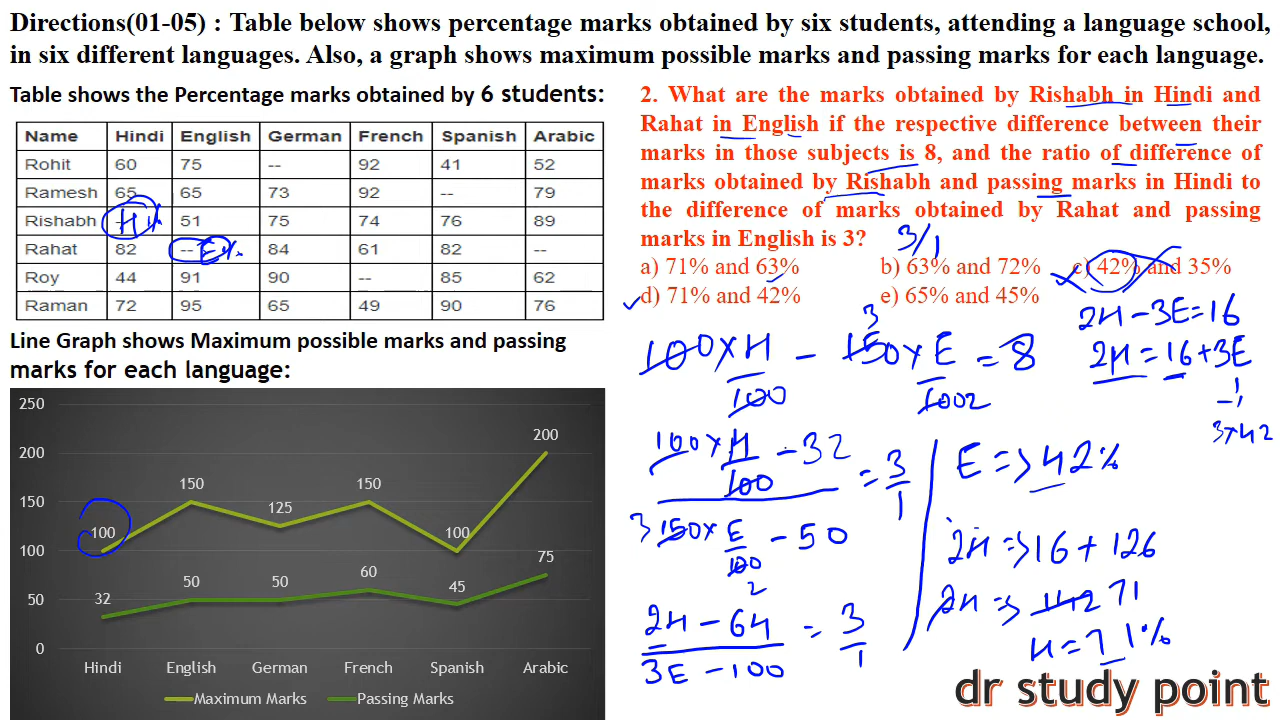 Directions(01-05) : Table below shows percentage marks obtained by six students, attending a language school,
in six different languages. Also, a graph shows maximum possible marks and passing marks for each language.
Table shows the Percentage marks obtained by 6 students:
Name Hindi English German French Spanish Arabic
Rohit 60 75 -- 92 41 52
Ramesh 65 65 73 92 -- 79
Rishabh H% 51 75 74 76 89
Rahat 82 -- E% 84 61 82 --
Roy 44 91 90 -- 85 62
Raman 72 95 65 49 90 76
Line Graph shows Maximum possible marks and passing
marks for each language:
250
200
150
100
50
0
100 150 125 150 100 200
32 50 50 60 45 75
Hindi English German French Spanish Arabic
Maximum Marks Passing Marks
2. What are the marks obtained by Rishabh in Hindi and
Rahat in English if the respective difference between their
marks in those subjects is 8, and the ratio of difference of
marks obtained by Rishabh and passing marks in Hindi to
the difference of marks obtained by Rahat and passing
marks in English is 3?
3/1
a) 71% and 63% b) 63% and 72% c) 42% and 35%
d) 71% and 42% e) 65% and 45%
100 × H/100 - 150 × E/100 = 8
3
2
100 × H/100 - 32
= 3/1
150 × E/100 - 50
3
2
2H - 64
= 3/1
3E - 100
2H - 3E = 16
2H = 16 + 3E
3×42
E => 42%
2H => 16 + 126
2H => 142 71
H = 71%
dr study point